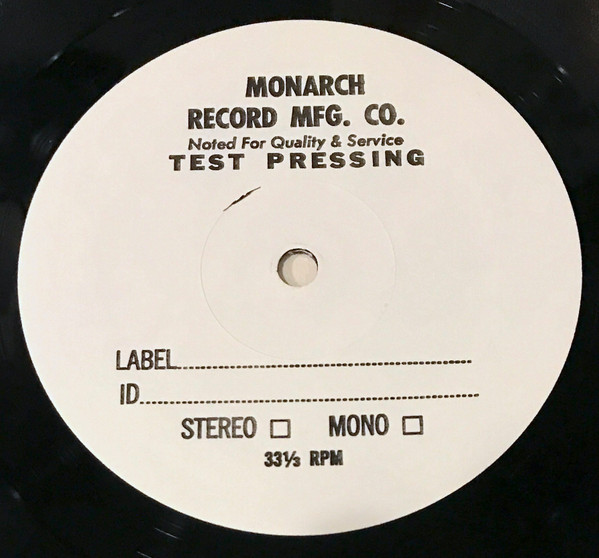 MONARCH
RECORD MFG. CO.
Noted For Quality & Service
TEST PRESSING
LABEL................................................................
ID................................................................
STEREO ☐ MONO ☐
33⅓ RPM